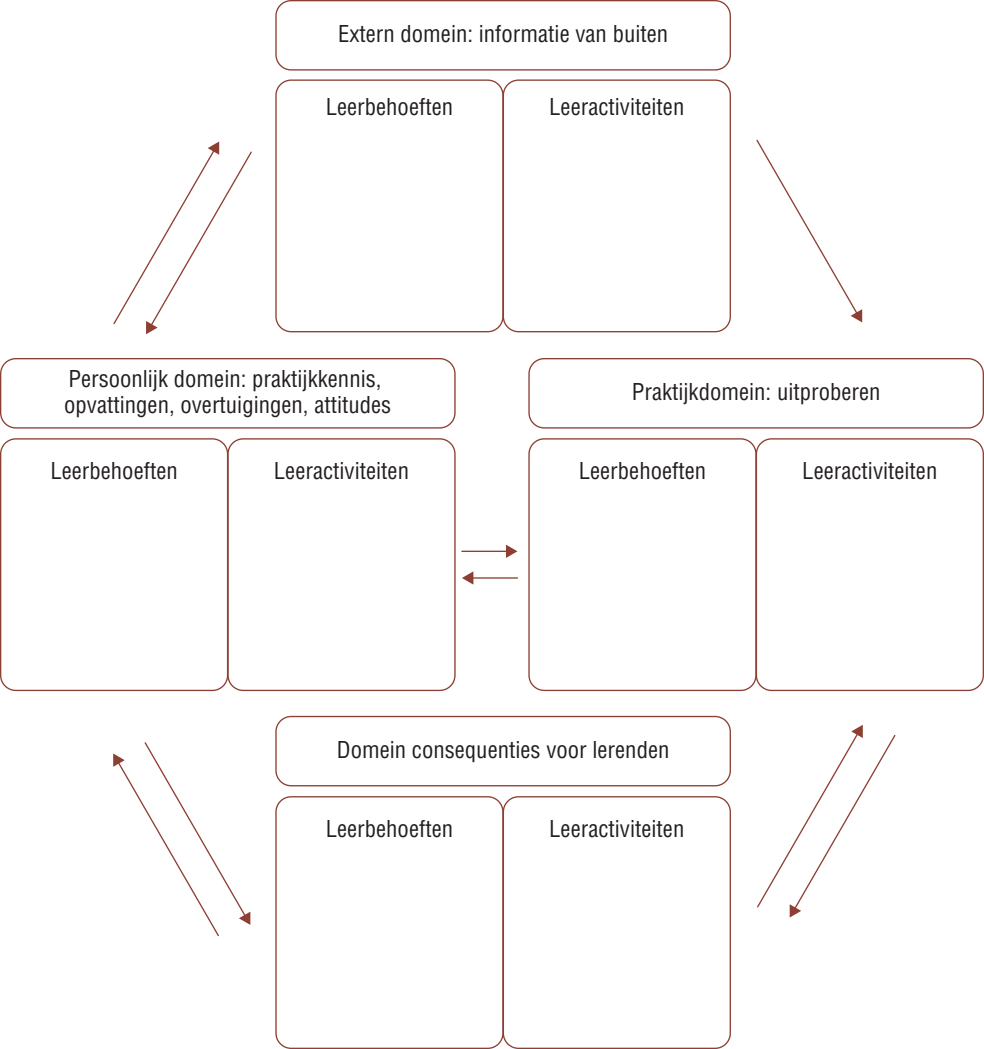 Extern domein: informatie van buiten
Leerbehoeften
Leeractiviteiten
Persoonlijk domein: praktijkkennis,
opvattingen, overtuigingen, attitudes
Leerbehoeften
Leeractiviteiten
Praktijkdomein: uitproberen
Leerbehoeften
Leeractiviteiten
Domein consequenties voor lerenden
Leerbehoeften
Leeractiviteiten